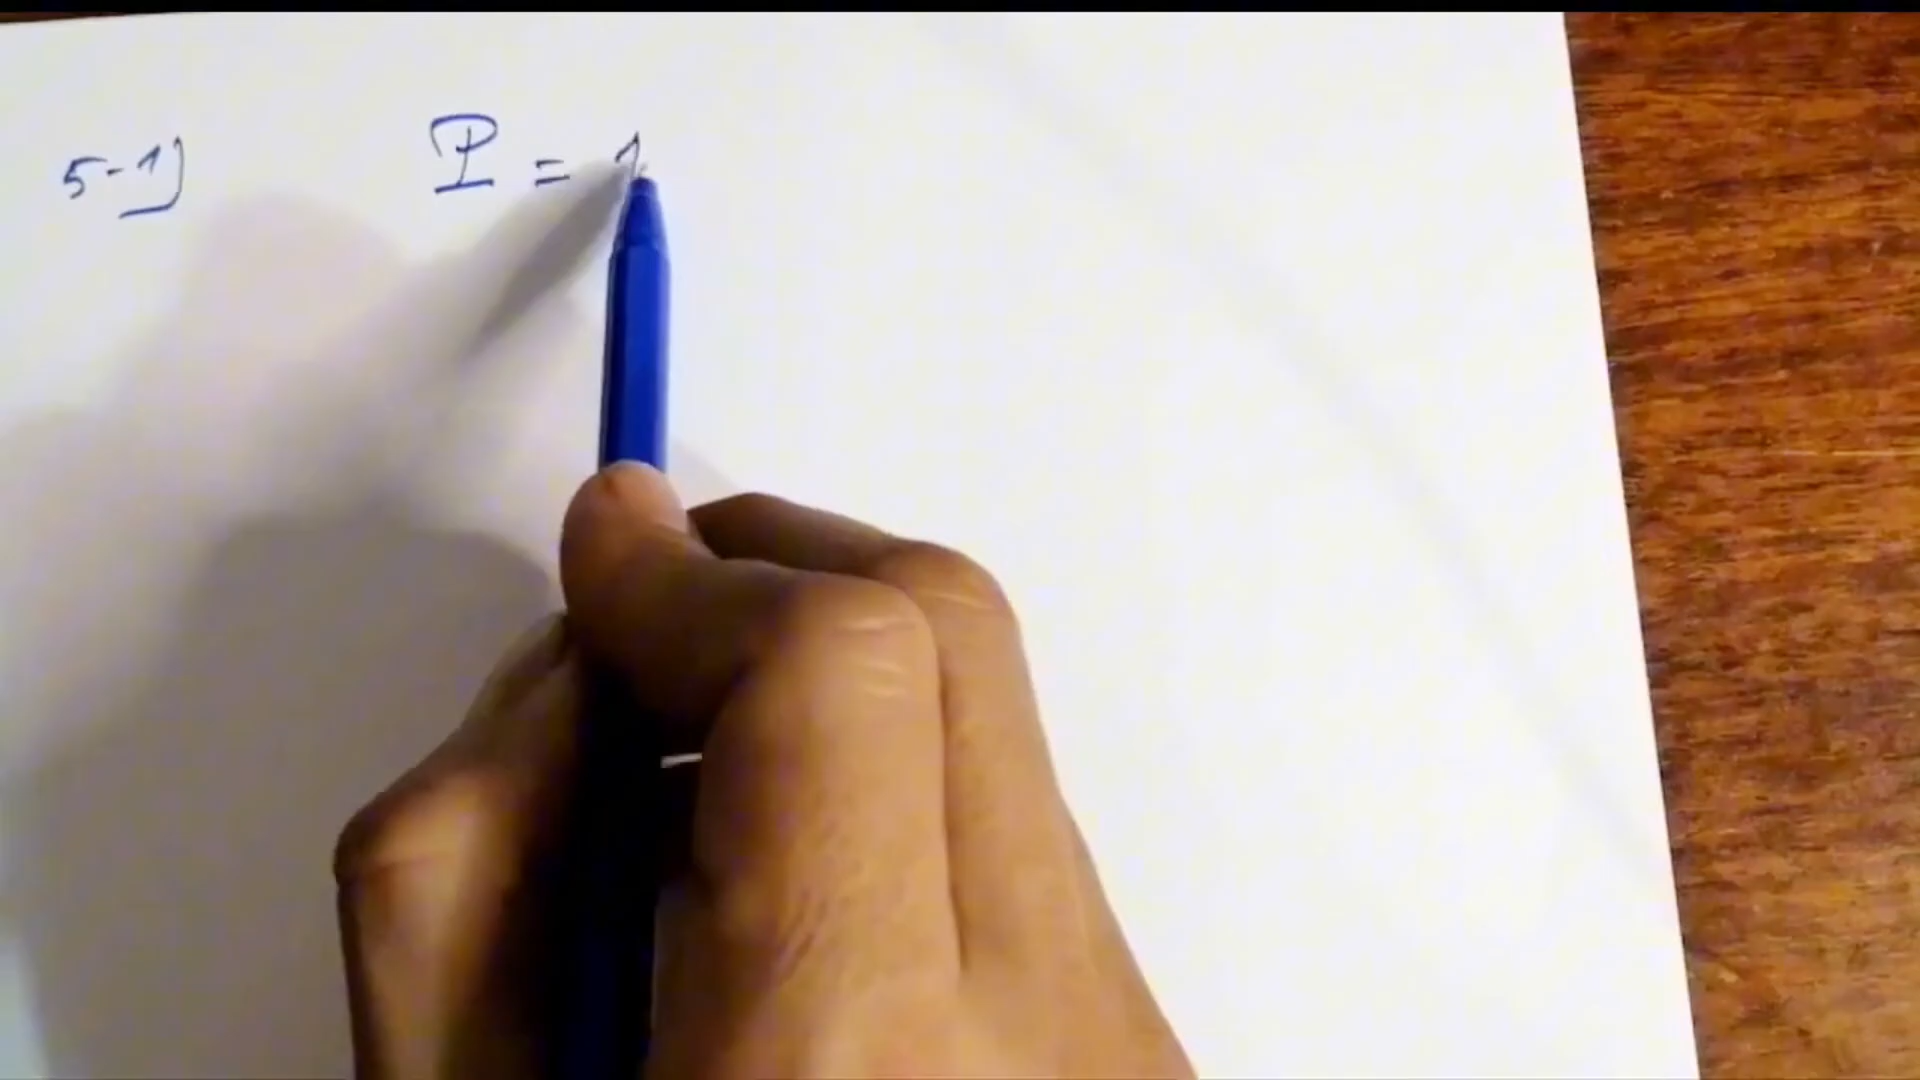 5-1) P = 1